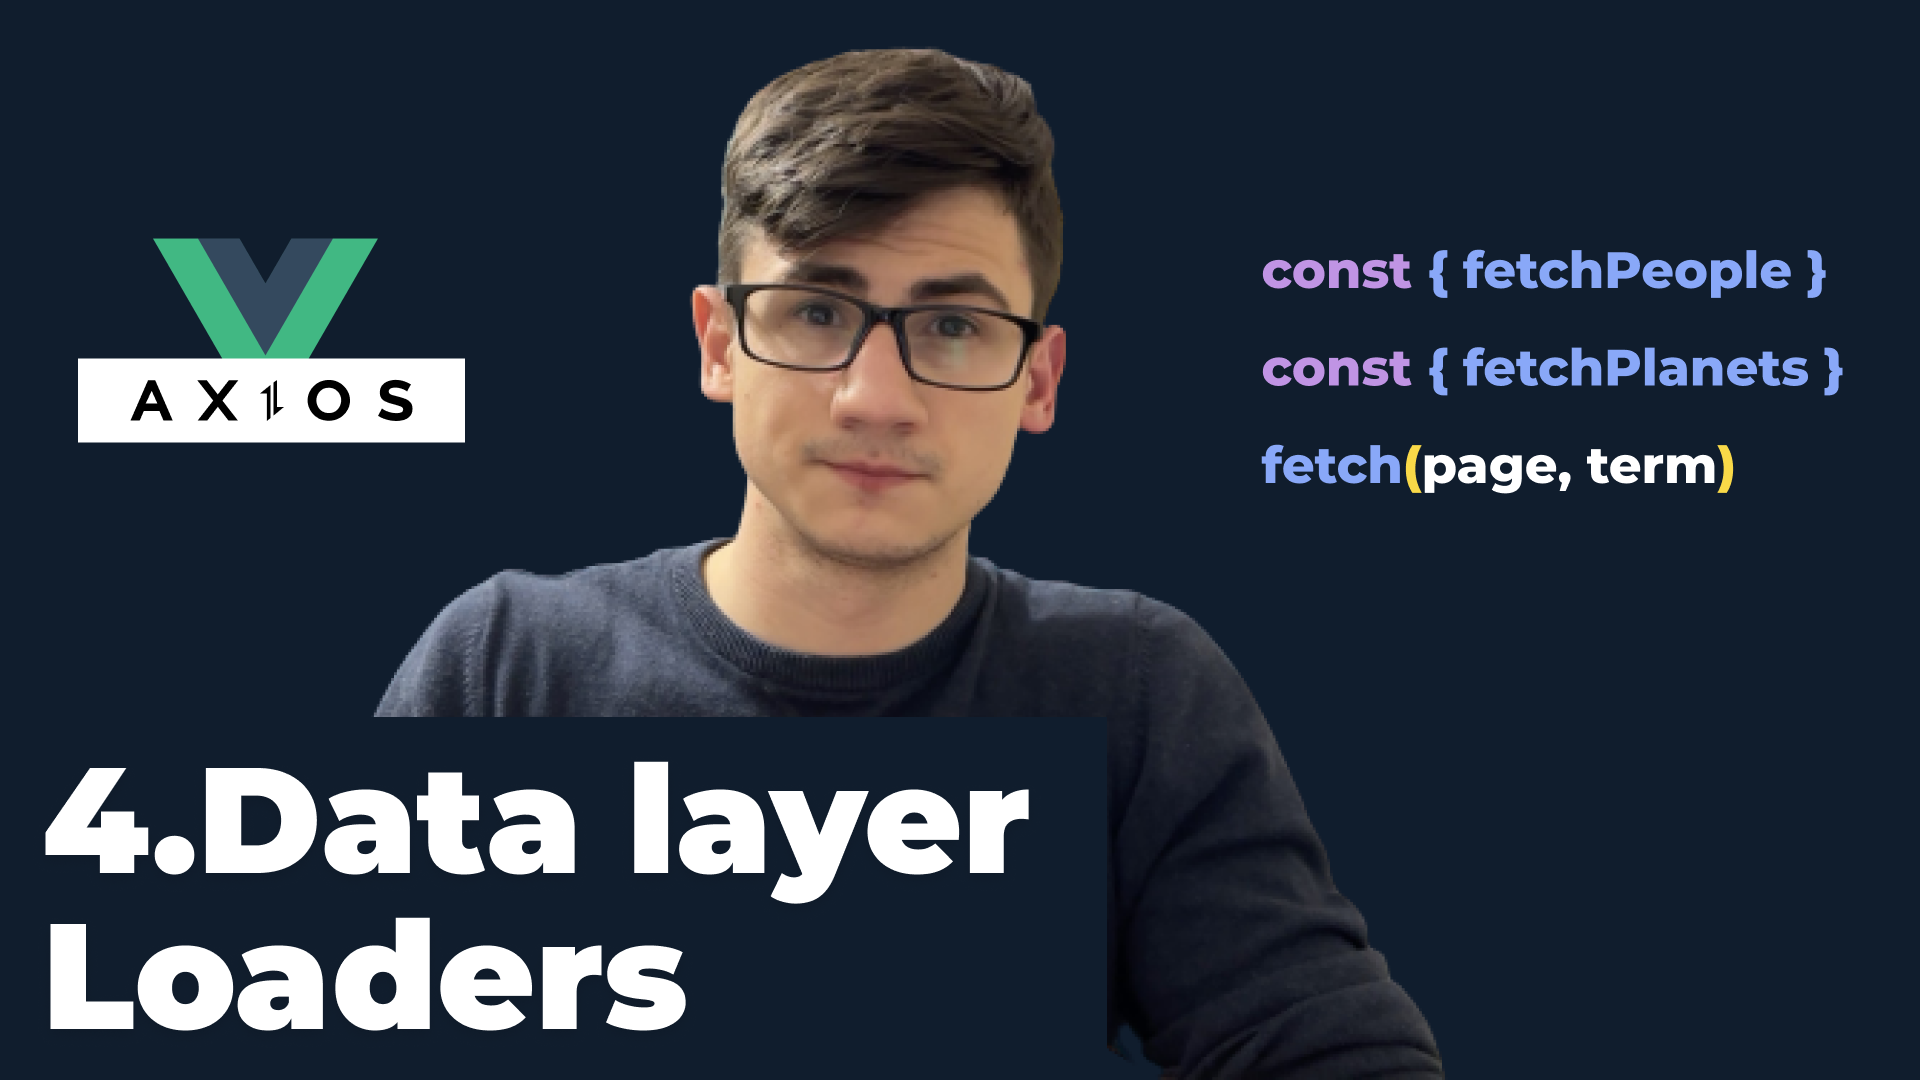 AXIOS
const { fetchPeople }
const { fetchPlanets }
fetch(page, term)
4.Data layer
Loaders